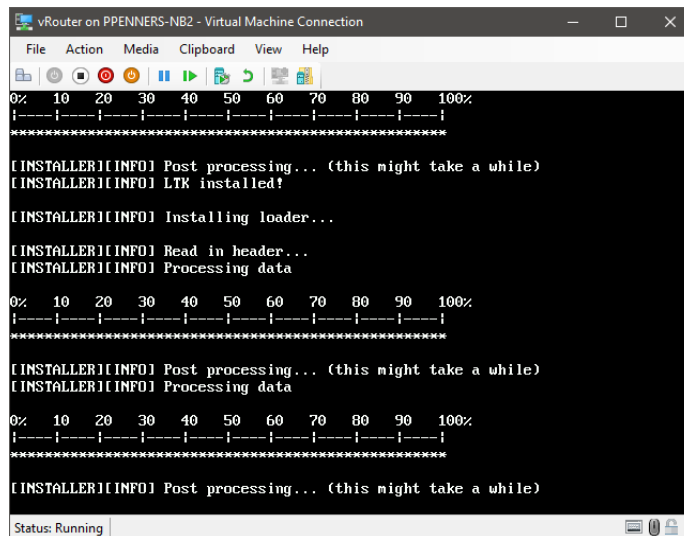 vRouter on PPENNERS-NB2 - Virtual Machine Connection
File Action Media Clipboard View Help
0% 10 20 30 40 50 60 70 80 90 100%
|----|----|----|----|----|----|----|----|----|----|
***************************************************
[INSTALLER][INFO] Post processing... (this might take a while)
[INSTALLER][INFO] LTK installed!
[INSTALLER][INFO] Installing loader...
[INSTALLER][INFO] Read in header...
[INSTALLER][INFO] Processing data
0% 10 20 30 40 50 60 70 80 90 100%
|----|----|----|----|----|----|----|----|----|----|
***************************************************
[INSTALLER][INFO] Post processing... (this might take a while)
[INSTALLER][INFO] Processing data
0% 10 20 30 40 50 60 70 80 90 100%
|----|----|----|----|----|----|----|----|----|----|
***************************************************
[INSTALLER][INFO] Post processing... (this might take a while)
Status: Running